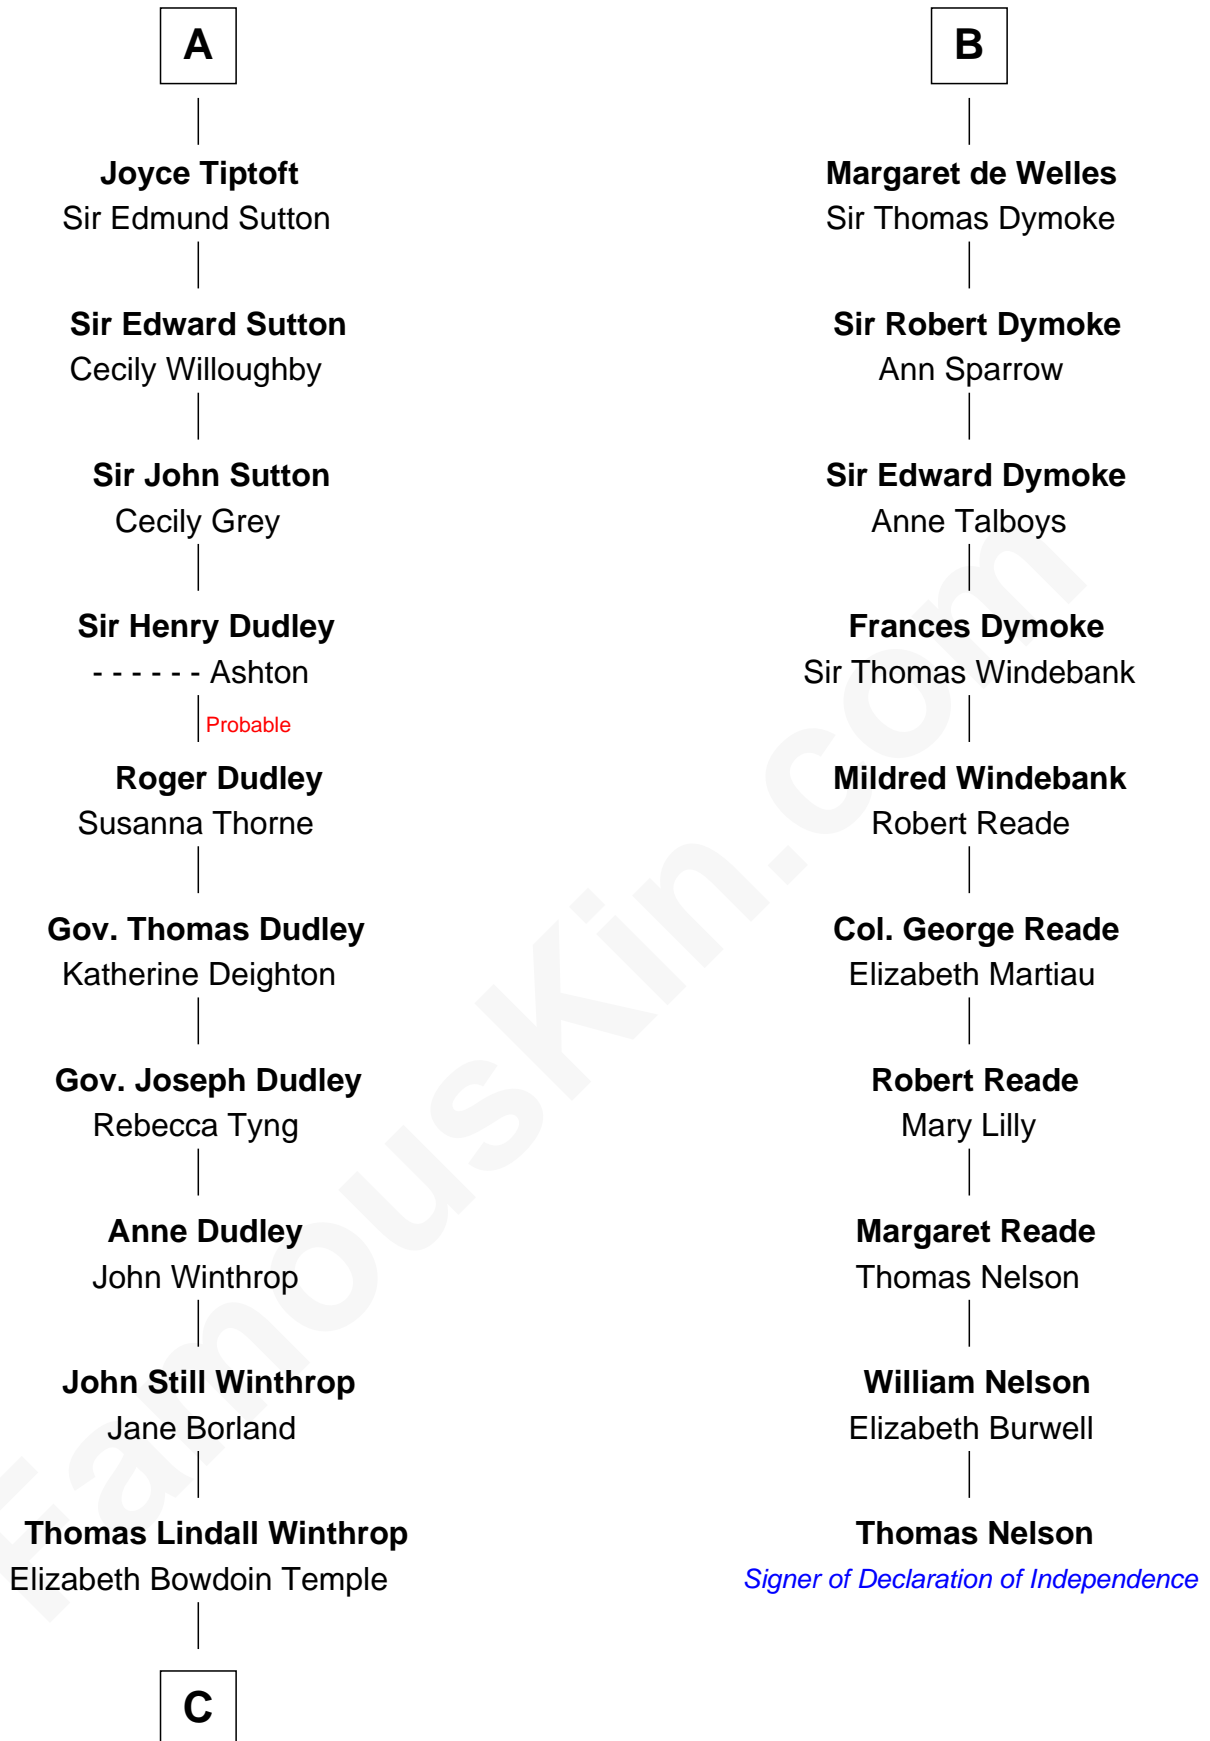 A
Joyce Tiptoft
Sir Edmund Sutton
Sir Edward Sutton
Cecily Willoughby
Sir John Sutton
Cecily Grey
Sir Henry Dudley
- - - - - - Ashton
Probable
Roger Dudley
Susanna Thorne
Gov. Thomas Dudley
Katherine Deighton
Gov. Joseph Dudley
Rebecca Tyng
Anne Dudley
John Winthrop
John Still Winthrop
Jane Borland
Thomas Lindall Winthrop
Elizabeth Bowdoin Temple
C
B
Margaret de Welles
Sir Thomas Dymoke
Sir Robert Dymoke
Ann Sparrow
Sir Edward Dymoke
Anne Talboys
Frances Dymoke
Sir Thomas Windebank
Mildred Windebank
Robert Reade
Col. George Reade
Elizabeth Martiau
Robert Reade
Mary Lilly
Margaret Reade
Thomas Nelson
William Nelson
Elizabeth Burwell
Thomas Nelson
Signer of Declaration of Independence
FamousKin.com